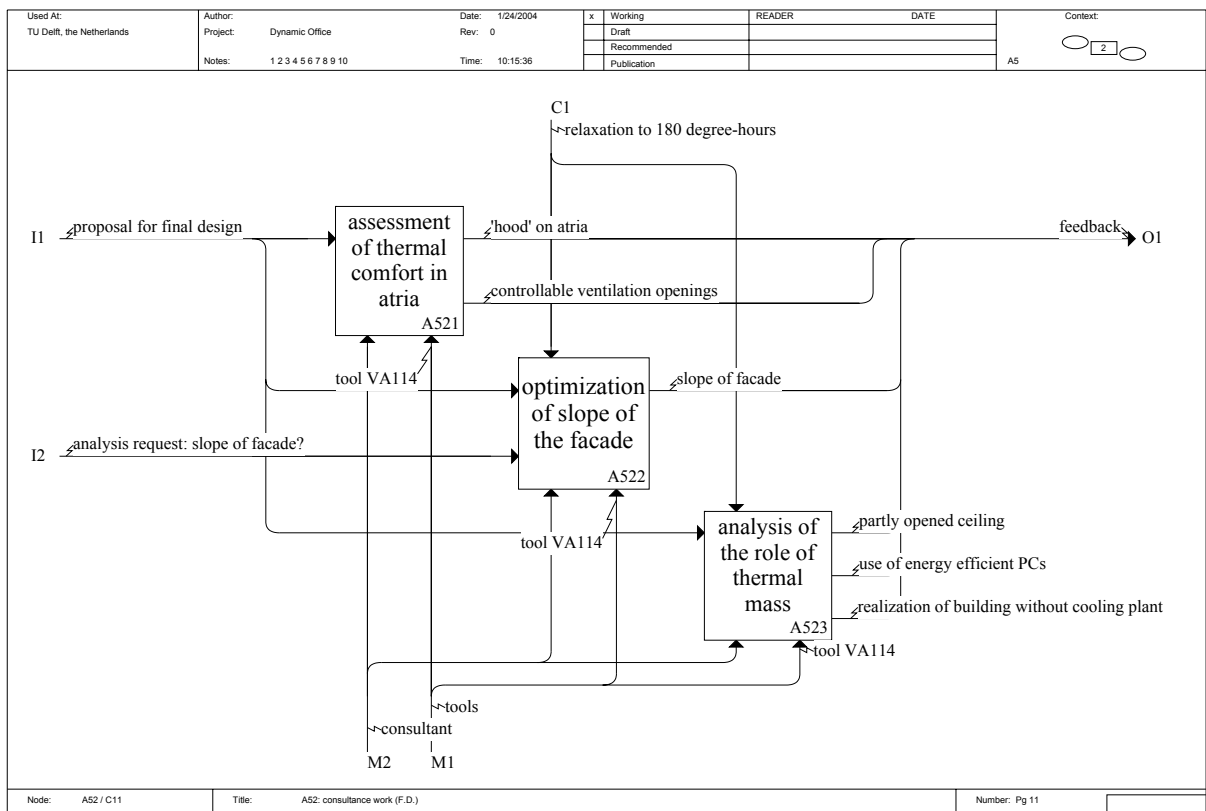 Used At:
TU Delft, the Netherlands
Author:
Project: Dynamic Office
Notes: 1 2 3 4 5 6 7 8 9 10
Date: 1/24/2004
Rev: 0
Time: 10:15:36
x Working
Draft
Recommended
Publication
READER DATE
Context:
2
A5
C1
relaxation to 180 degree-hours
I1
proposal for final design
assessment
of thermal
comfort in
atria
A521
'hood' on atria
controllable ventilation openings
feedback
O1
tool VA114
optimization
of slope of
the facade
A522
slope of facade
I2
analysis request: slope of facade?
tool VA114
analysis of
the role of
thermal
mass
A523
partly opened ceiling
use of energy efficient PCs
realization of building without cooling plant
tool VA114
tools
consultant
M2
M1
Node: A52 / C11
Title: A52: consultance work (F.D.)
Number: Pg 11